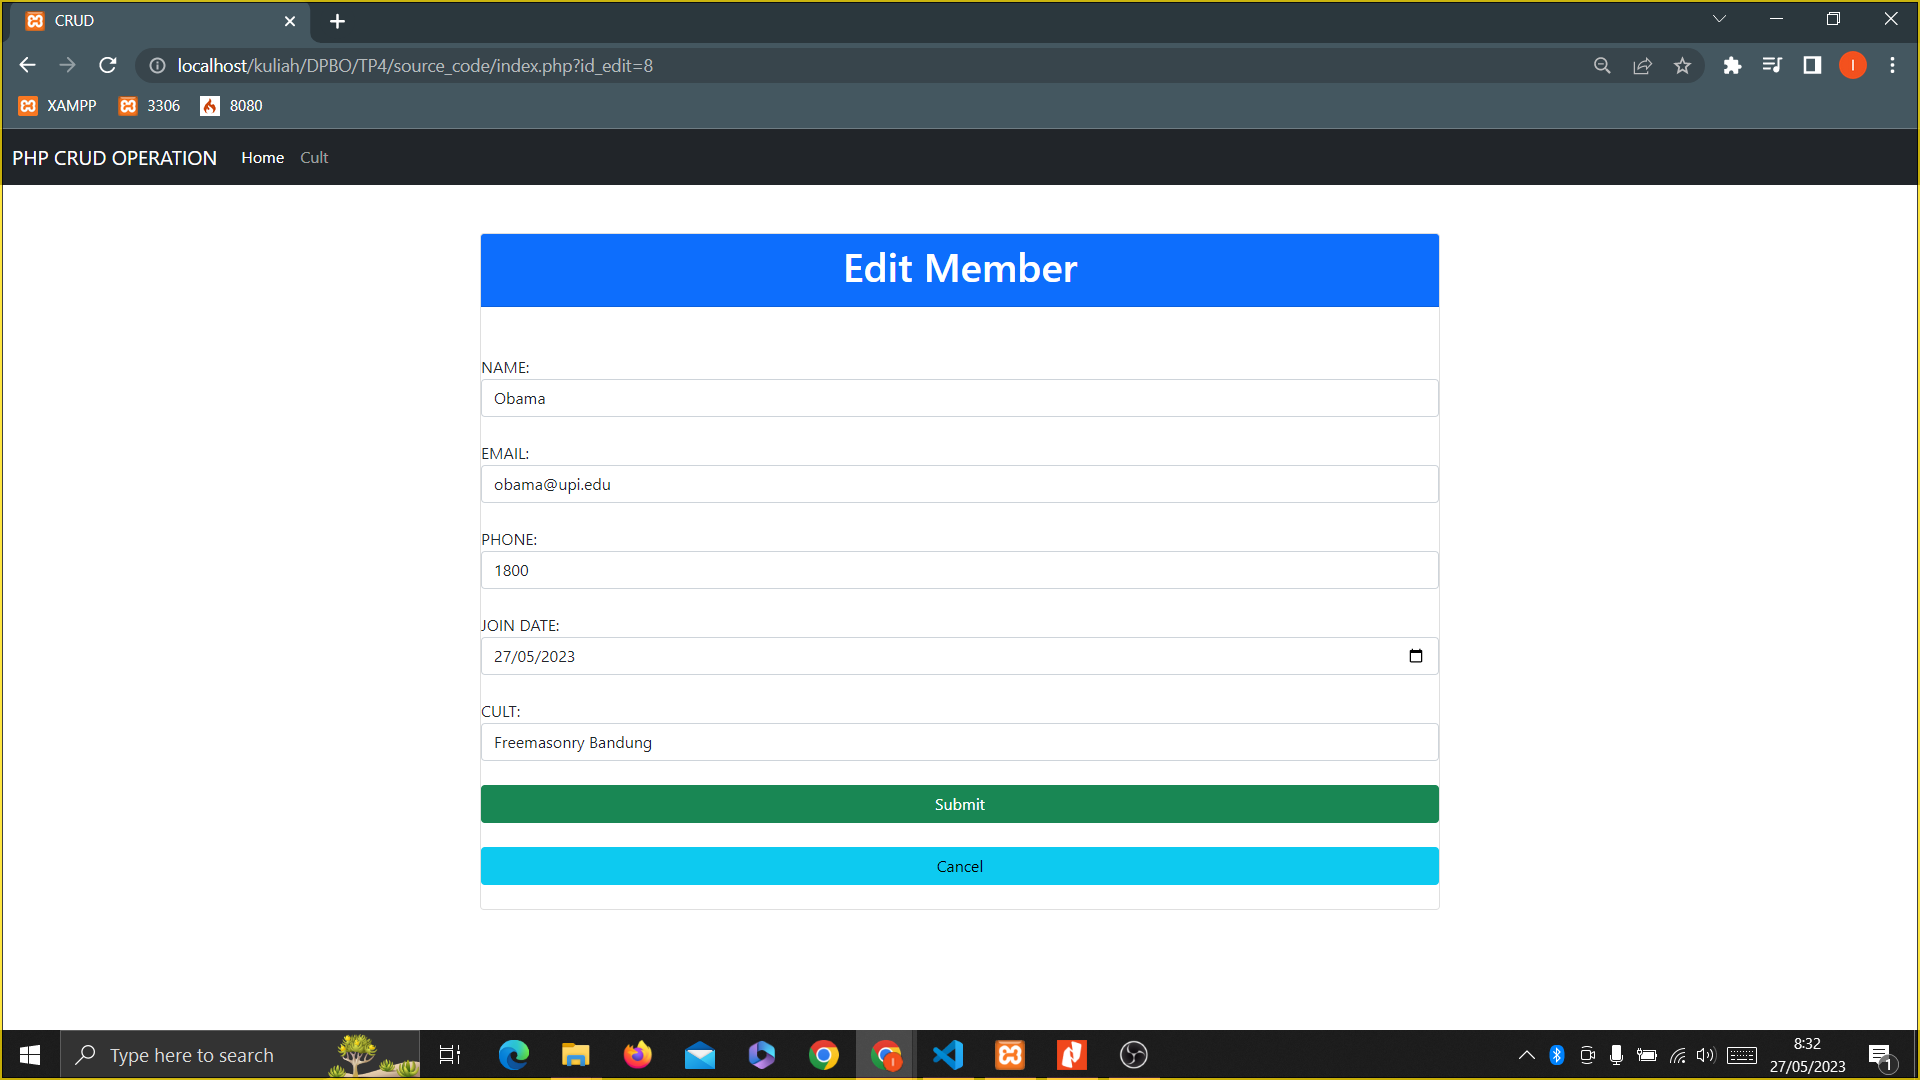 CRUD
localhost/kuliah/DPBO/TP4/source_code/index.php?id_edit=8
I
XAMPP 3306 8080
PHP CRUD OPERATION Home Cult
Edit Member
NAME:
Obama
EMAIL:
obama@upi.edu
PHONE:
1800
JOIN DATE:
27/05/2023
CULT:
Freemasonry Bandung
Submit
Cancel
Type here to search
8:32
27/05/2023
1